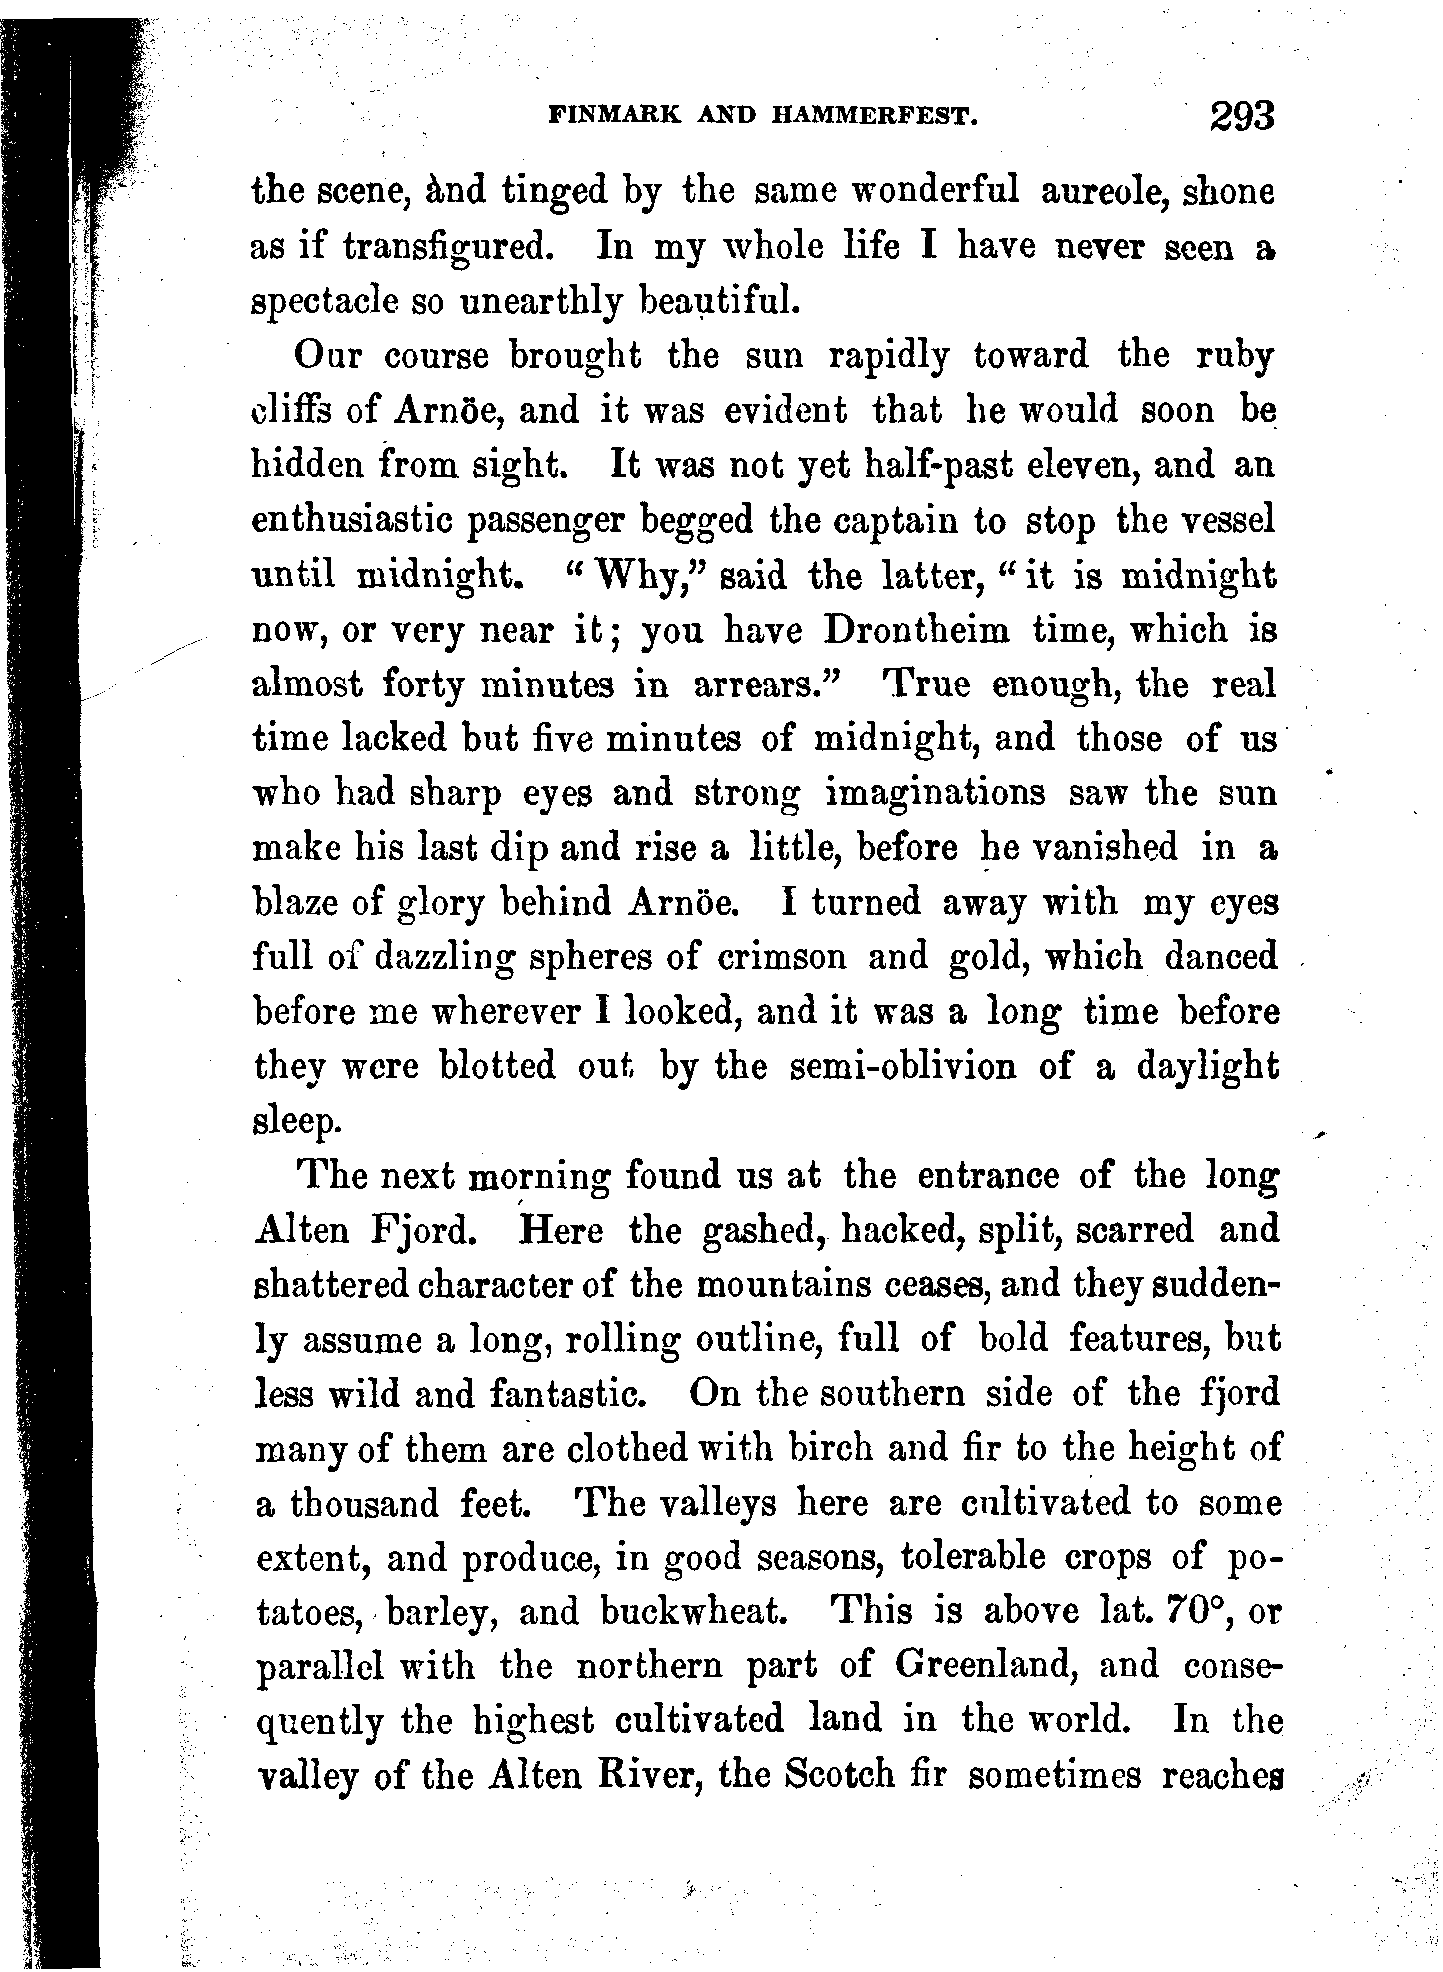 FINMARK AND HAMMERFEST. 293
the scene, and tinged by the same wonderful aureole, shone
as if transfigured. In my whole life I have never seen a
spectacle so unearthly beautiful.
Our course brought the sun rapidly toward the ruby
cliffs of Arnöe, and it was evident that he would soon be
hidden from sight. It was not yet half-past eleven, and an
enthusiastic passenger begged the captain to stop the vessel
until midnight. “Why,” said the latter, “it is midnight
now, or very near it; you have Drontheim time, which is
almost forty minutes in arrears.” True enough, the real
time lacked but five minutes of midnight, and those of us
who had sharp eyes and strong imaginations saw the sun
make his last dip and rise a little, before he vanished in a
blaze of glory behind Arnöe. I turned away with my eyes
full of dazzling spheres of crimson and gold, which danced
before me wherever I looked, and it was a long time before
they were blotted out by the semi-oblivion of a daylight
sleep.
The next morning found us at the entrance of the long
Alten Fjord. Here the gashed, hacked, split, scarred and
shattered character of the mountains ceases, and they sudden-
ly assume a long, rolling outline, full of bold features, but
less wild and fantastic. On the southern side of the fjord
many of them are clothed with birch and fir to the height of
a thousand feet. The valleys here are cultivated to some
extent, and produce, in good seasons, tolerable crops of po-
tatoes, barley, and buckwheat. This is above lat. 70°, or
parallel with the northern part of Greenland, and conse-
quently the highest cultivated land in the world. In the
valley of the Alten River, the Scotch fir sometimes reaches